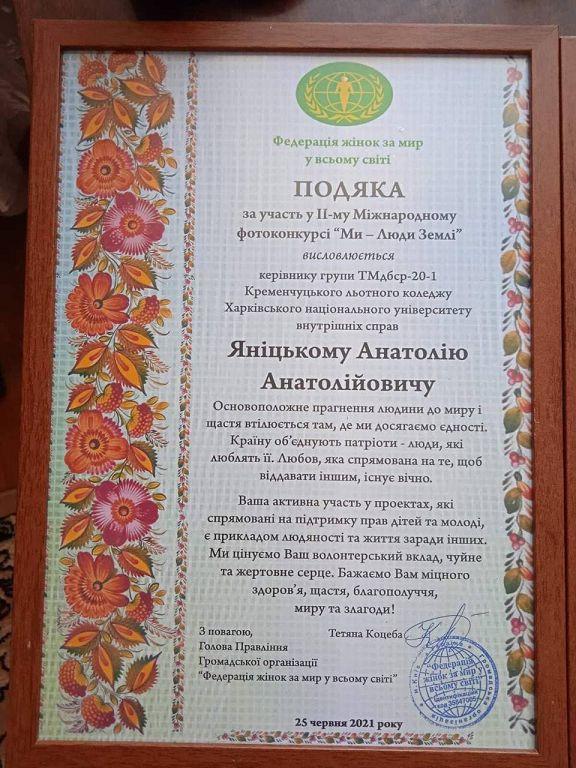 Федерація жінок за мир
у всьому світі
ПОДЯКА
за участь у ІІ-му Міжнародному
фотоконкурсі “Ми – Люди Землі”
висловлюється
керівнику групи ТМдбср-20-1
Кременчуцького льотного коледжу
Харківського національного університету
внутрішніх справ
Яніцькому Анатолію
Анатолійовичу
Основоположне прагнення людини до миру і
щастя втілюється там, де ми досягаємо єдності.
Країну об’єднують патріоти - люди, які
люблять її. Любов, яка спрямована на те, щоб
віддавати іншим, існує вічно.
Ваша активна участь у проектах, які
спрямовані на підтримку прав дітей та молоді,
є прикладом людяності та життя заради інших.
Ми цінуємо Ваш волонтерський вклад, чуйне
та жертовне серце. Бажаємо Вам міцного
здоров’я, щастя, благополуччя,
миру та злагоди!
З повагою,
Тетяна Коцеба
Голова Правління
Громадської організації
“Федерація жінок за мир у всьому світі”
“Федерація
жінок за мир у
всьому світі”
25 червня 2021 року